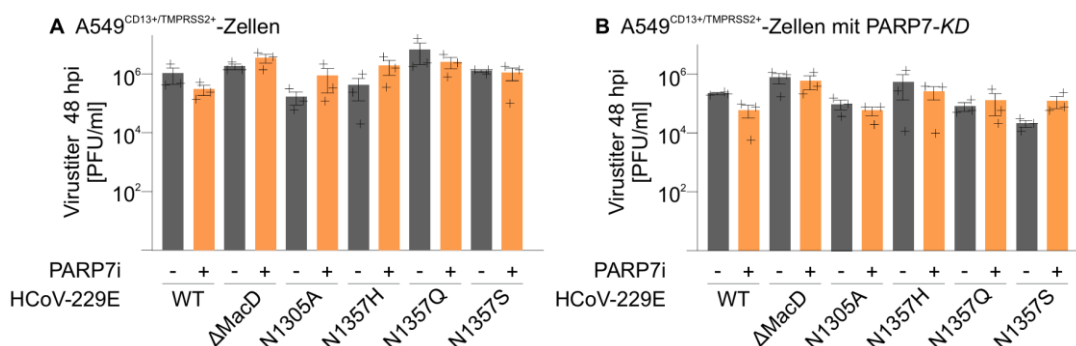 A A549CD13+/TMPRSS2+-Zellen
Virustiter 48 hpi
[PFU/ml]
10⁶
10⁴
10²
PARP7i - + - + - + - + - + - +
HCoV-229E WT ΔMacD N1305A N1357H N1357Q N1357S
B A549CD13+/TMPRSS2+-Zellen mit PARP7-KD
Virustiter 48 hpi
[PFU/ml]
10⁶
10⁴
10²
PARP7i - + - + - + - + - + - +
HCoV-229E WT ΔMacD N1305A N1357H N1357Q N1357S